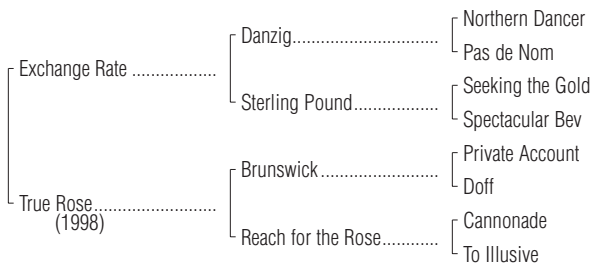 Northern Dancer
Danzig..............................
Pas de Nom
Exchange Rate .................
Seeking the Gold
Sterling Pound.................
Spectacular Bev
Private Account
Brunswick........................
Doff
True Rose.........................
(1998)
Cannonade
Reach for the Rose...........
To Illusive